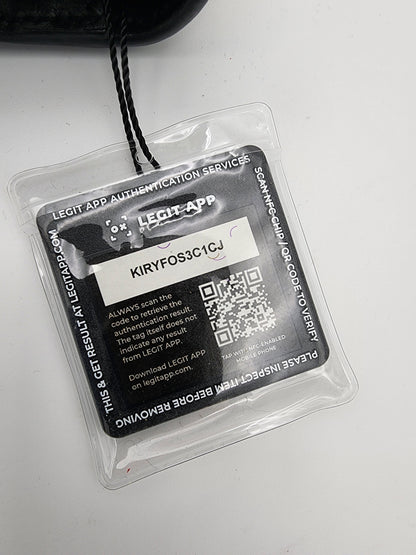 LEGIT APP AUTHENTICATION SERVICES
SCAN NFC CHIP / QR CODE TO VERIFY
PLEASE INSPECT ITEM BEFORE REMOVING
THIS & GET RESULT AT LEGITAPP.COM
LEGIT APP
KIRYFOS3C1CJ
ALWAYS scan the
code to retrieve the
authentication result.
The tag itself does not
indicate any result
from LEGIT APP.
Download LEGIT APP
en legitapp.com.
TAP WITH NFC ENABLED
MOBILE PHONE